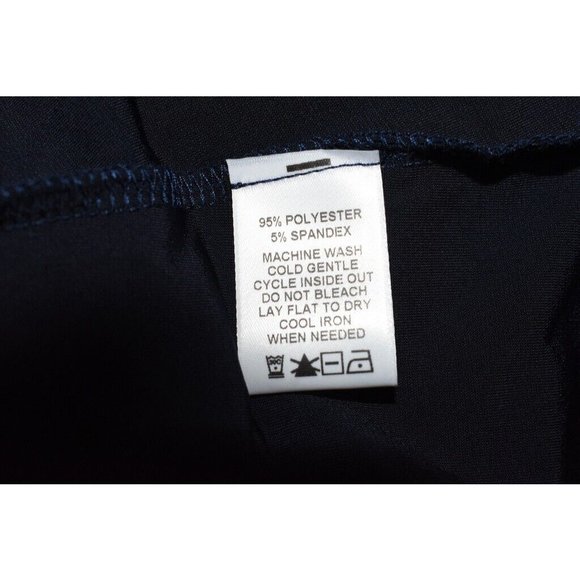 95% POLYESTER
5% SPANDEX
MACHINE WASH
COLD GENTLE
CYCLE INSIDE OUT
DO NOT BLEACH
LAY FLAT TO DRY
COOL IRON
WHEN NEEDED